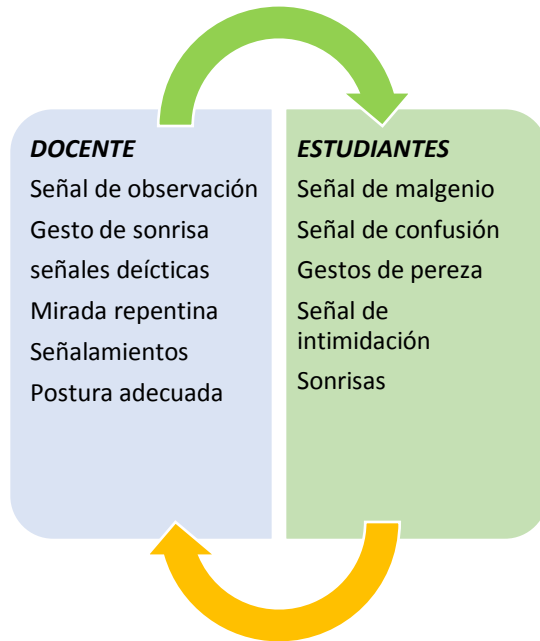 DOCENTE
Señal de observación
Gesto de sonrisa
señales deícticas
Mirada repentina
Señalamientos
Postura adecuada
ESTUDIANTES
Señal de malgenio
Señal de confusión
Gestos de pereza
Señal de
intimidación
Sonrisas